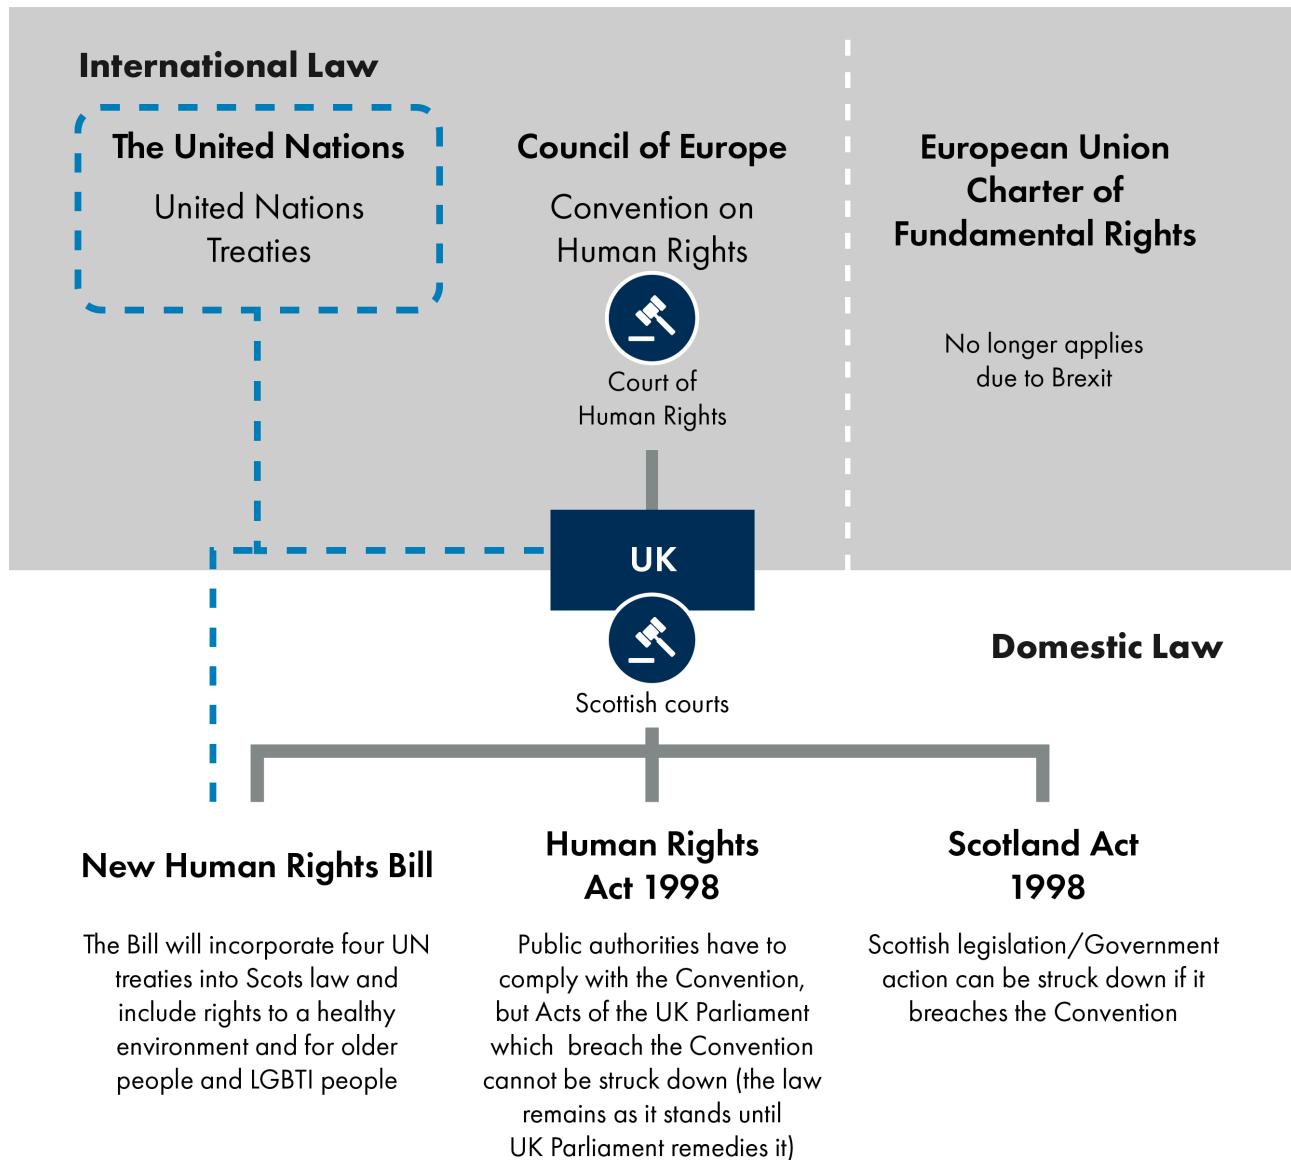 International Law
The United Nations
United Nations
Treaties
Council of Europe
Convention on
Human Rights
Court of
Human Rights
European Union
Charter of
Fundamental Rights
No longer applies
due to Brexit
UK
Scottish courts
Domestic Law
New Human Rights Bill
The Bill will incorporate four UN
treaties into Scots law and
include rights to a healthy
environment and for older
people and LGBTI people
Human Rights
Act 1998
Public authorities have to
comply with the Convention,
but Acts of the UK Parliament
which  breach the Convention
cannot be struck down (the law
remains as it stands until
UK Parliament remedies it)
Scotland Act
1998
Scottish legislation/Government
action can be struck down if it
breaches the Convention